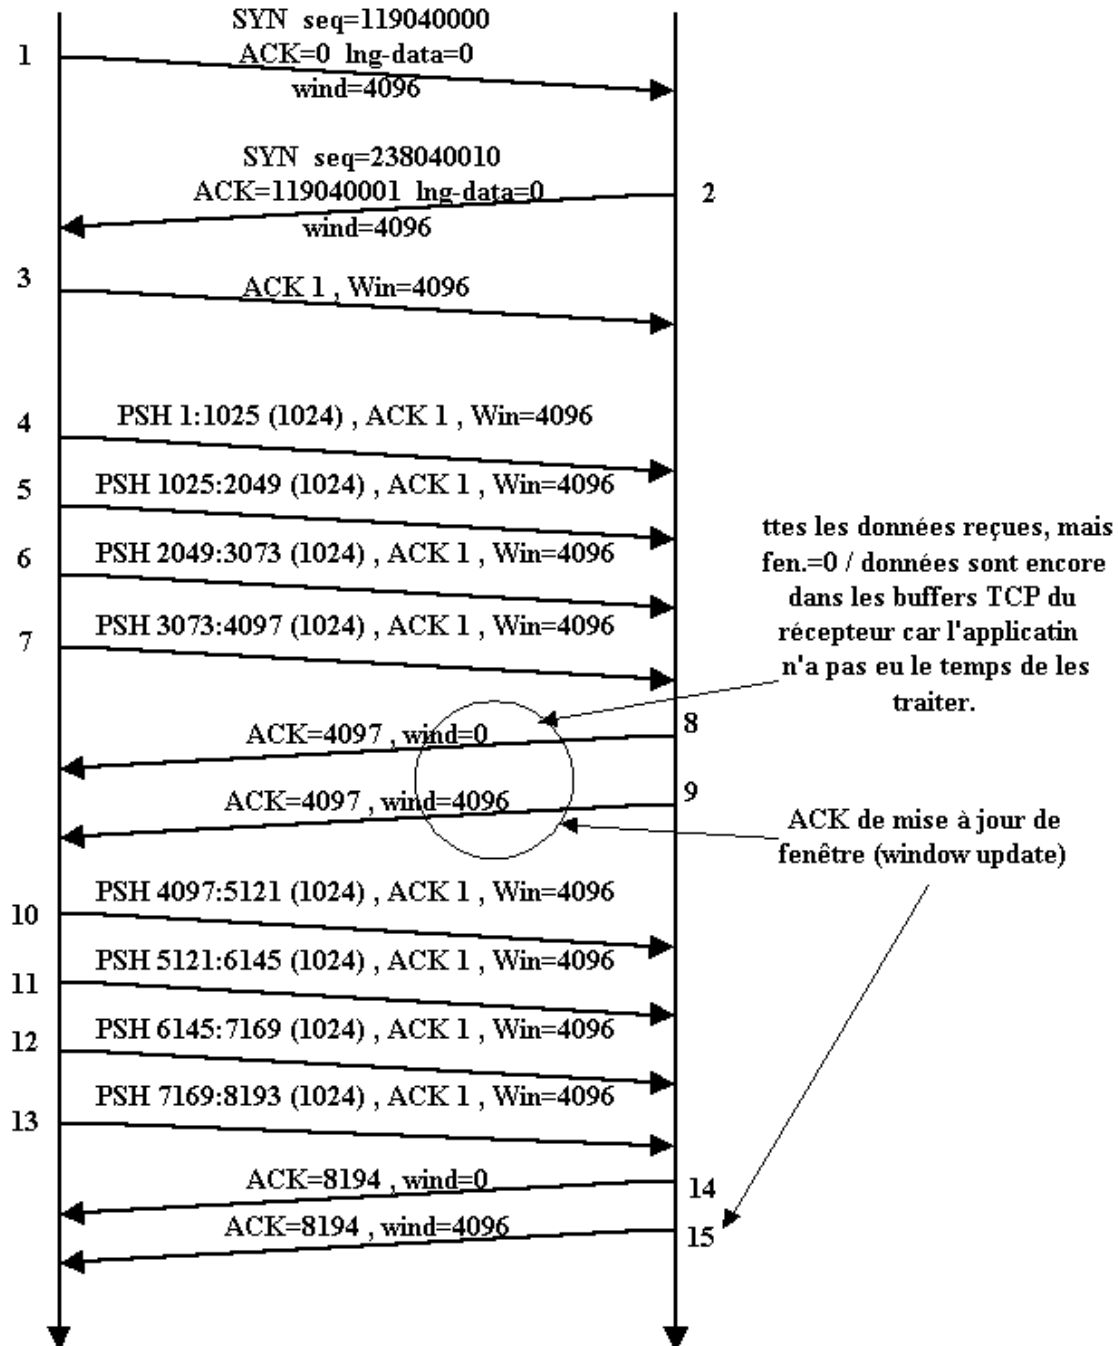 SYN seq=119040000
1
ACK=0 lng-data=0
wind=4096
SYN seq=238040010
ACK=119040001 lng-data=0
2
wind=4096
3
ACK 1 , Win=4096
4
PSH 1:1025 (1024) , ACK 1 , Win=4096
5
PSH 1025:2049 (1024) , ACK 1 , Win=4096
6
PSH 2049:3073 (1024) , ACK 1 , Win=4096
7
PSH 3073:4097 (1024) , ACK 1 , Win=4096
ttes les données reçues, mais
fen.=0 / données sont encore
dans les buffers TCP du
récepteur car l'applicatin
n'a pas eu le temps de les
traiter.
8
ACK=4097 , wind=0
9
ACK=4097 , wind=4096
ACK de mise à jour de
fenêtre (window update)
10
PSH 4097:5121 (1024) , ACK 1 , Win=4096
11
PSH 5121:6145 (1024) , ACK 1 , Win=4096
12
PSH 6145:7169 (1024) , ACK 1 , Win=4096
13
PSH 7169:8193 (1024) , ACK 1 , Win=4096
ACK=8194 , wind=0
14
ACK=8194 , wind=4096
15